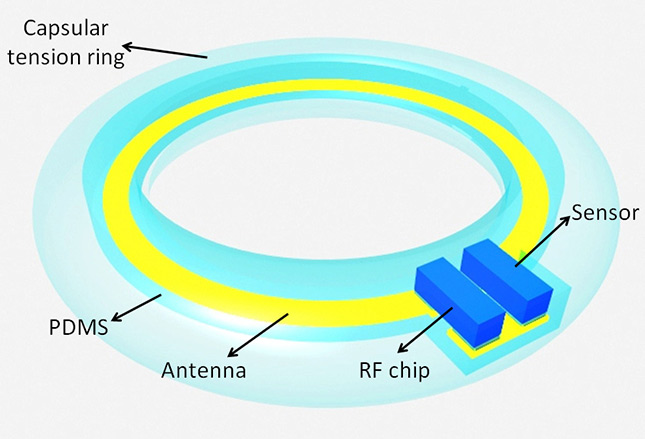 Capsular
tension ring
Sensor
PDMS
Antenna
RF chip